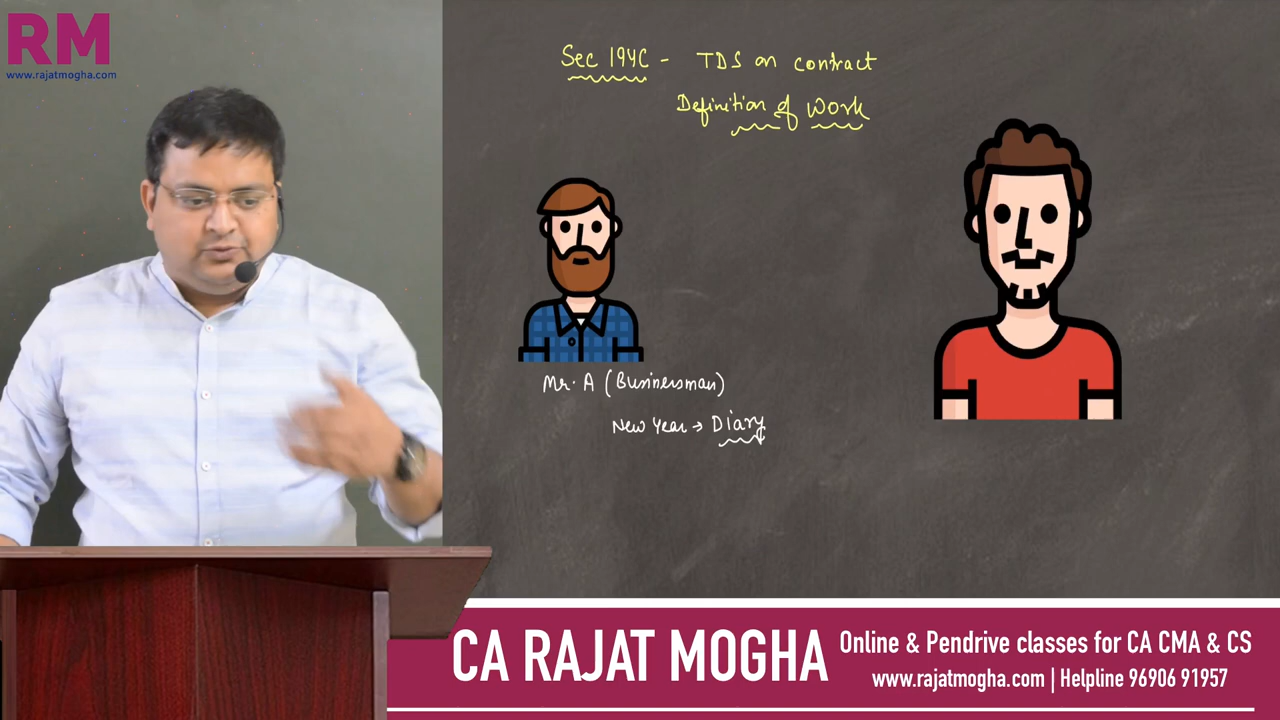 RM
www.rajatmogha.com
Sec 194C - TDS on contract
Definition of Work
Mr. A (Businessman)
New Year → Diary
CA RAJAT MOGHA
Online & Pendrive classes for CA CMA & CS
www.rajatmogha.com | Helpline 96906 91957